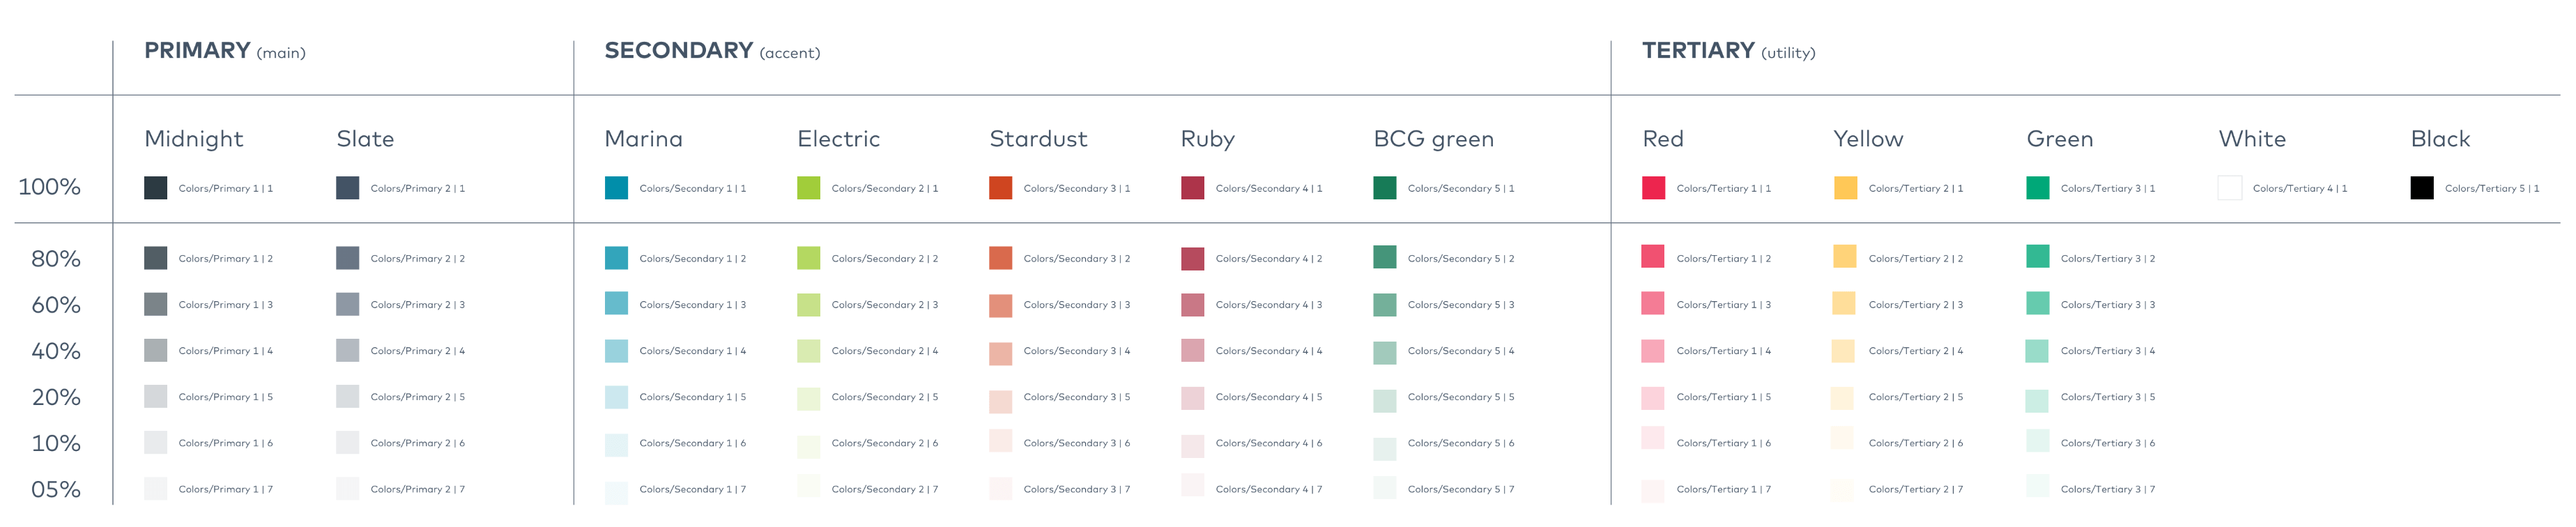 PRIMARY (main) SECONDARY (accent) TERTIARY (utility)
Midnight Slate Marina Electric Stardust Ruby BCG green Red Yellow Green White Black
100% Colors/Primary 1 | 1 Colors/Primary 2 | 1 Colors/Secondary 1 | 1 Colors/Secondary 2 | 1 Colors/Secondary 3 | 1 Colors/Secondary 4 | 1 Colors/Secondary 5 | 1 Colors/Tertiary 1 | 1 Colors/Tertiary 2 | 1 Colors/Tertiary 3 | 1 Colors/Tertiary 4 | 1 Colors/Tertiary 5 | 1
80% Colors/Primary 1 | 2 Colors/Primary 2 | 2 Colors/Secondary 1 | 2 Colors/Secondary 2 | 2 Colors/Secondary 3 | 2 Colors/Secondary 4 | 2 Colors/Secondary 5 | 2 Colors/Tertiary 1 | 2 Colors/Tertiary 2 | 2 Colors/Tertiary 3 | 2
60% Colors/Primary 1 | 3 Colors/Primary 2 | 3 Colors/Secondary 1 | 3 Colors/Secondary 2 | 3 Colors/Secondary 3 | 3 Colors/Secondary 4 | 3 Colors/Secondary 5 | 3 Colors/Tertiary 1 | 3 Colors/Tertiary 2 | 3 Colors/Tertiary 3 | 3
40% Colors/Primary 1 | 4 Colors/Primary 2 | 4 Colors/Secondary 1 | 4 Colors/Secondary 2 | 4 Colors/Secondary 3 | 4 Colors/Secondary 4 | 4 Colors/Secondary 5 | 4 Colors/Tertiary 1 | 4 Colors/Tertiary 2 | 4 Colors/Tertiary 3 | 4
20% Colors/Primary 1 | 5 Colors/Primary 2 | 5 Colors/Secondary 1 | 5 Colors/Secondary 2 | 5 Colors/Secondary 3 | 5 Colors/Secondary 4 | 5 Colors/Secondary 5 | 5 Colors/Tertiary 1 | 5 Colors/Tertiary 2 | 5 Colors/Tertiary 3 | 5
10% Colors/Primary 1 | 6 Colors/Primary 2 | 6 Colors/Secondary 1 | 6 Colors/Secondary 2 | 6 Colors/Secondary 3 | 6 Colors/Secondary 4 | 6 Colors/Secondary 5 | 6 Colors/Tertiary 1 | 6 Colors/Tertiary 2 | 6 Colors/Tertiary 3 | 6
05% Colors/Primary 1 | 7 Colors/Primary 2 | 7 Colors/Secondary 1 | 7 Colors/Secondary 2 | 7 Colors/Secondary 3 | 7 Colors/Secondary 4 | 7 Colors/Secondary 5 | 7 Colors/Tertiary 1 | 7 Colors/Tertiary 2 | 7 Colors/Tertiary 3 | 7